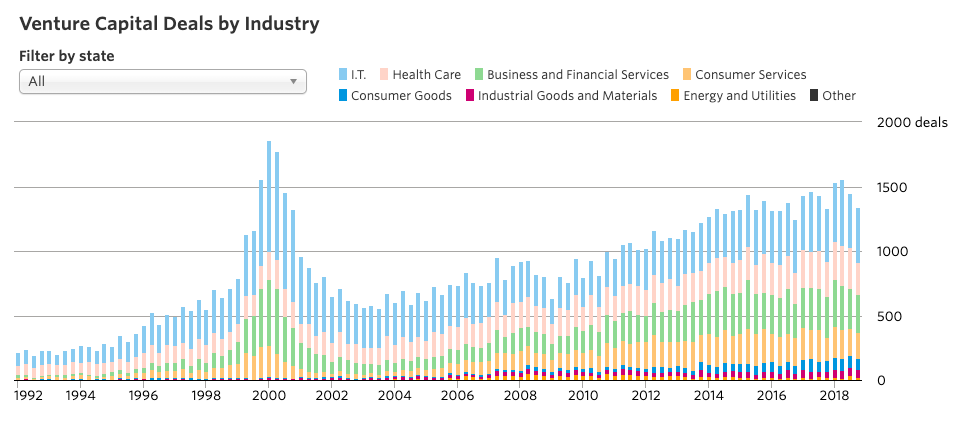 Venture Capital Deals by Industry
Filter by state
All
I.T. Health Care Business and Financial Services Consumer Services
Consumer Goods Industrial Goods and Materials Energy and Utilities Other
2000 deals
1500
1000
500
0
1992 1994 1996 1998 2000 2002 2004 2006 2008 2010 2012 2014 2016 2018